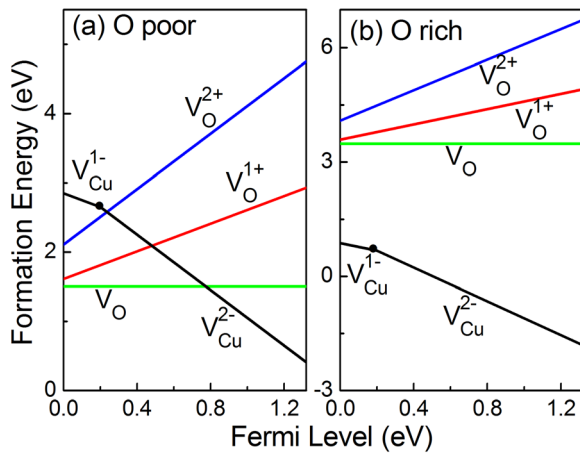 (a) O poor
(b) O rich
Formation Energy (eV)
4
2
0
6
3
0
-3
V_O^{2+}
V_Cu^{1-}
V_O^{1+}
V_O
V_Cu^{2-}
V_O^{2+}
V_O^{1+}
V_O
V_Cu^{1-}
V_Cu^{2-}
0.0 0.4 0.8 1.2 0.0 0.4 0.8 1.2
Fermi Level (eV)